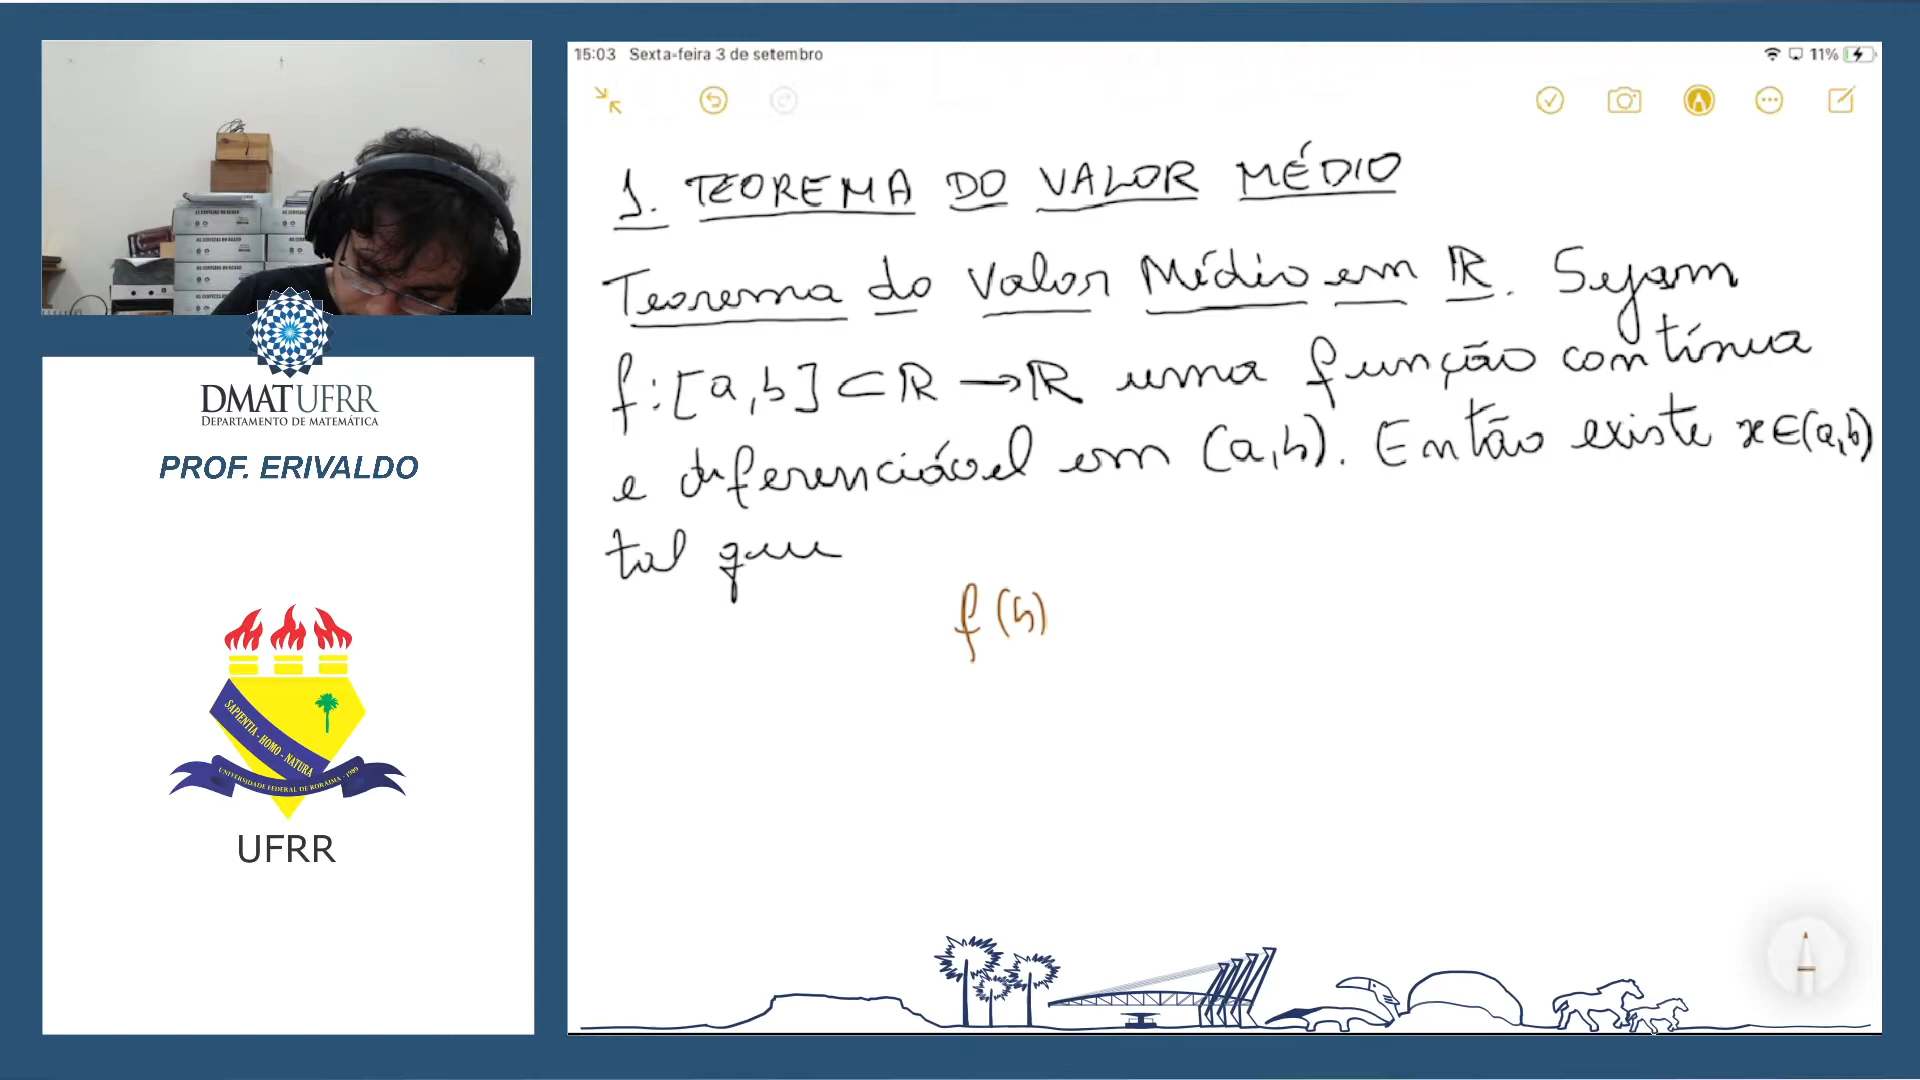 15:03 Sexta-feira 3 de setembro
11%
1. TEOREMA DO VALOR MÉDIO
Teorema do Valor Médio em ℝ. Sejam
f:[a,b]⊂ℝ→ℝ uma função contínua
e diferenciável em (a,b). Então existe x∈(a,b)
tal que
f(b)
DMATUFRR
DEPARTAMENTO DE MATEMÁTICA
PROF. ERIVALDO
SAPIENTIA - HOMO - NATURA
UNIVERSIDADE FEDERAL DE RORAIMA - 1989
UFRR